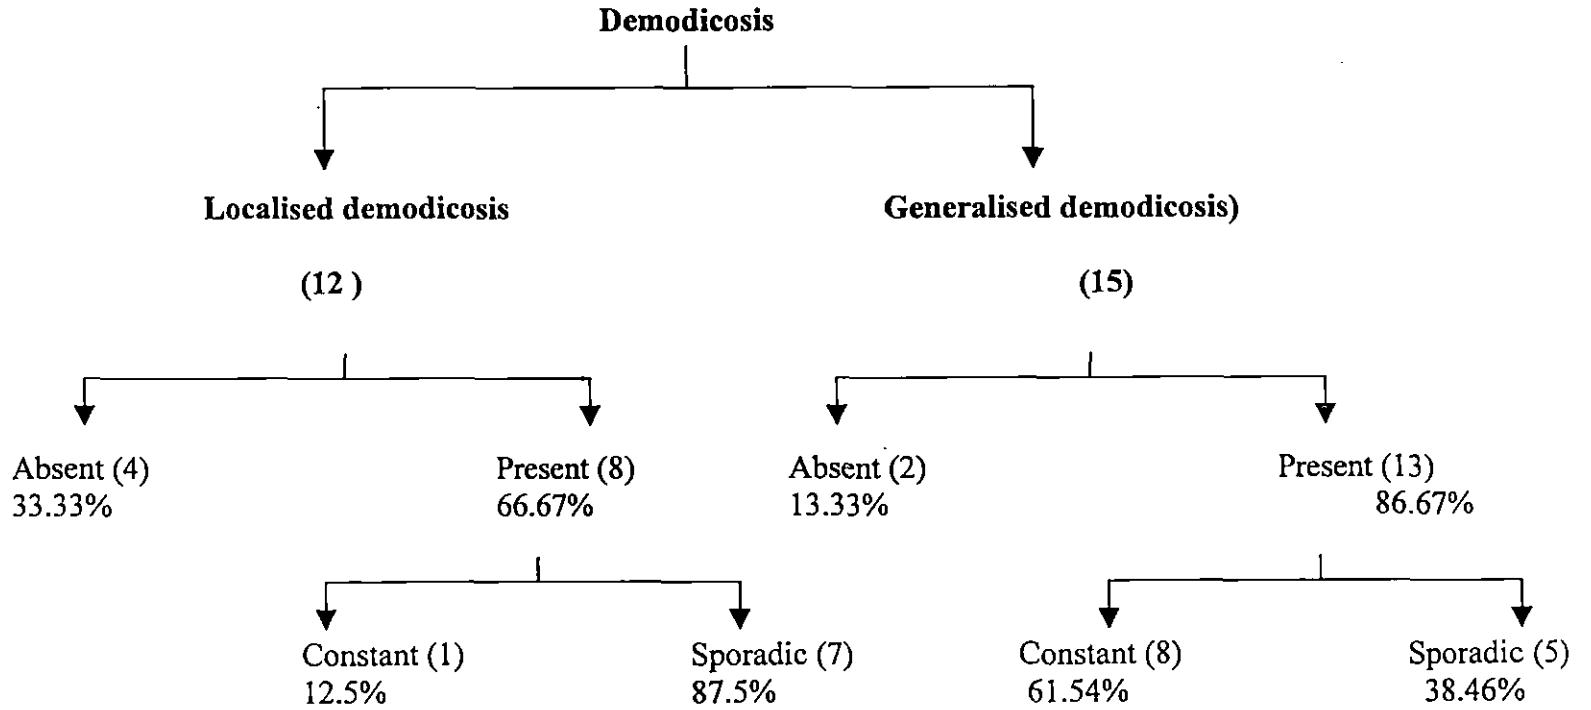 Demodicosis
Localised demodicosis
Generalised demodicosis)
(12 )
(15)
Absent (4)
33.33%
Present (8)
66.67%
Absent (2)
13.33%
Present (13)
86.67%
Constant (1)
12.5%
Sporadic (7)
87.5%
Constant (8)
61.54%
Sporadic (5)
38.46%